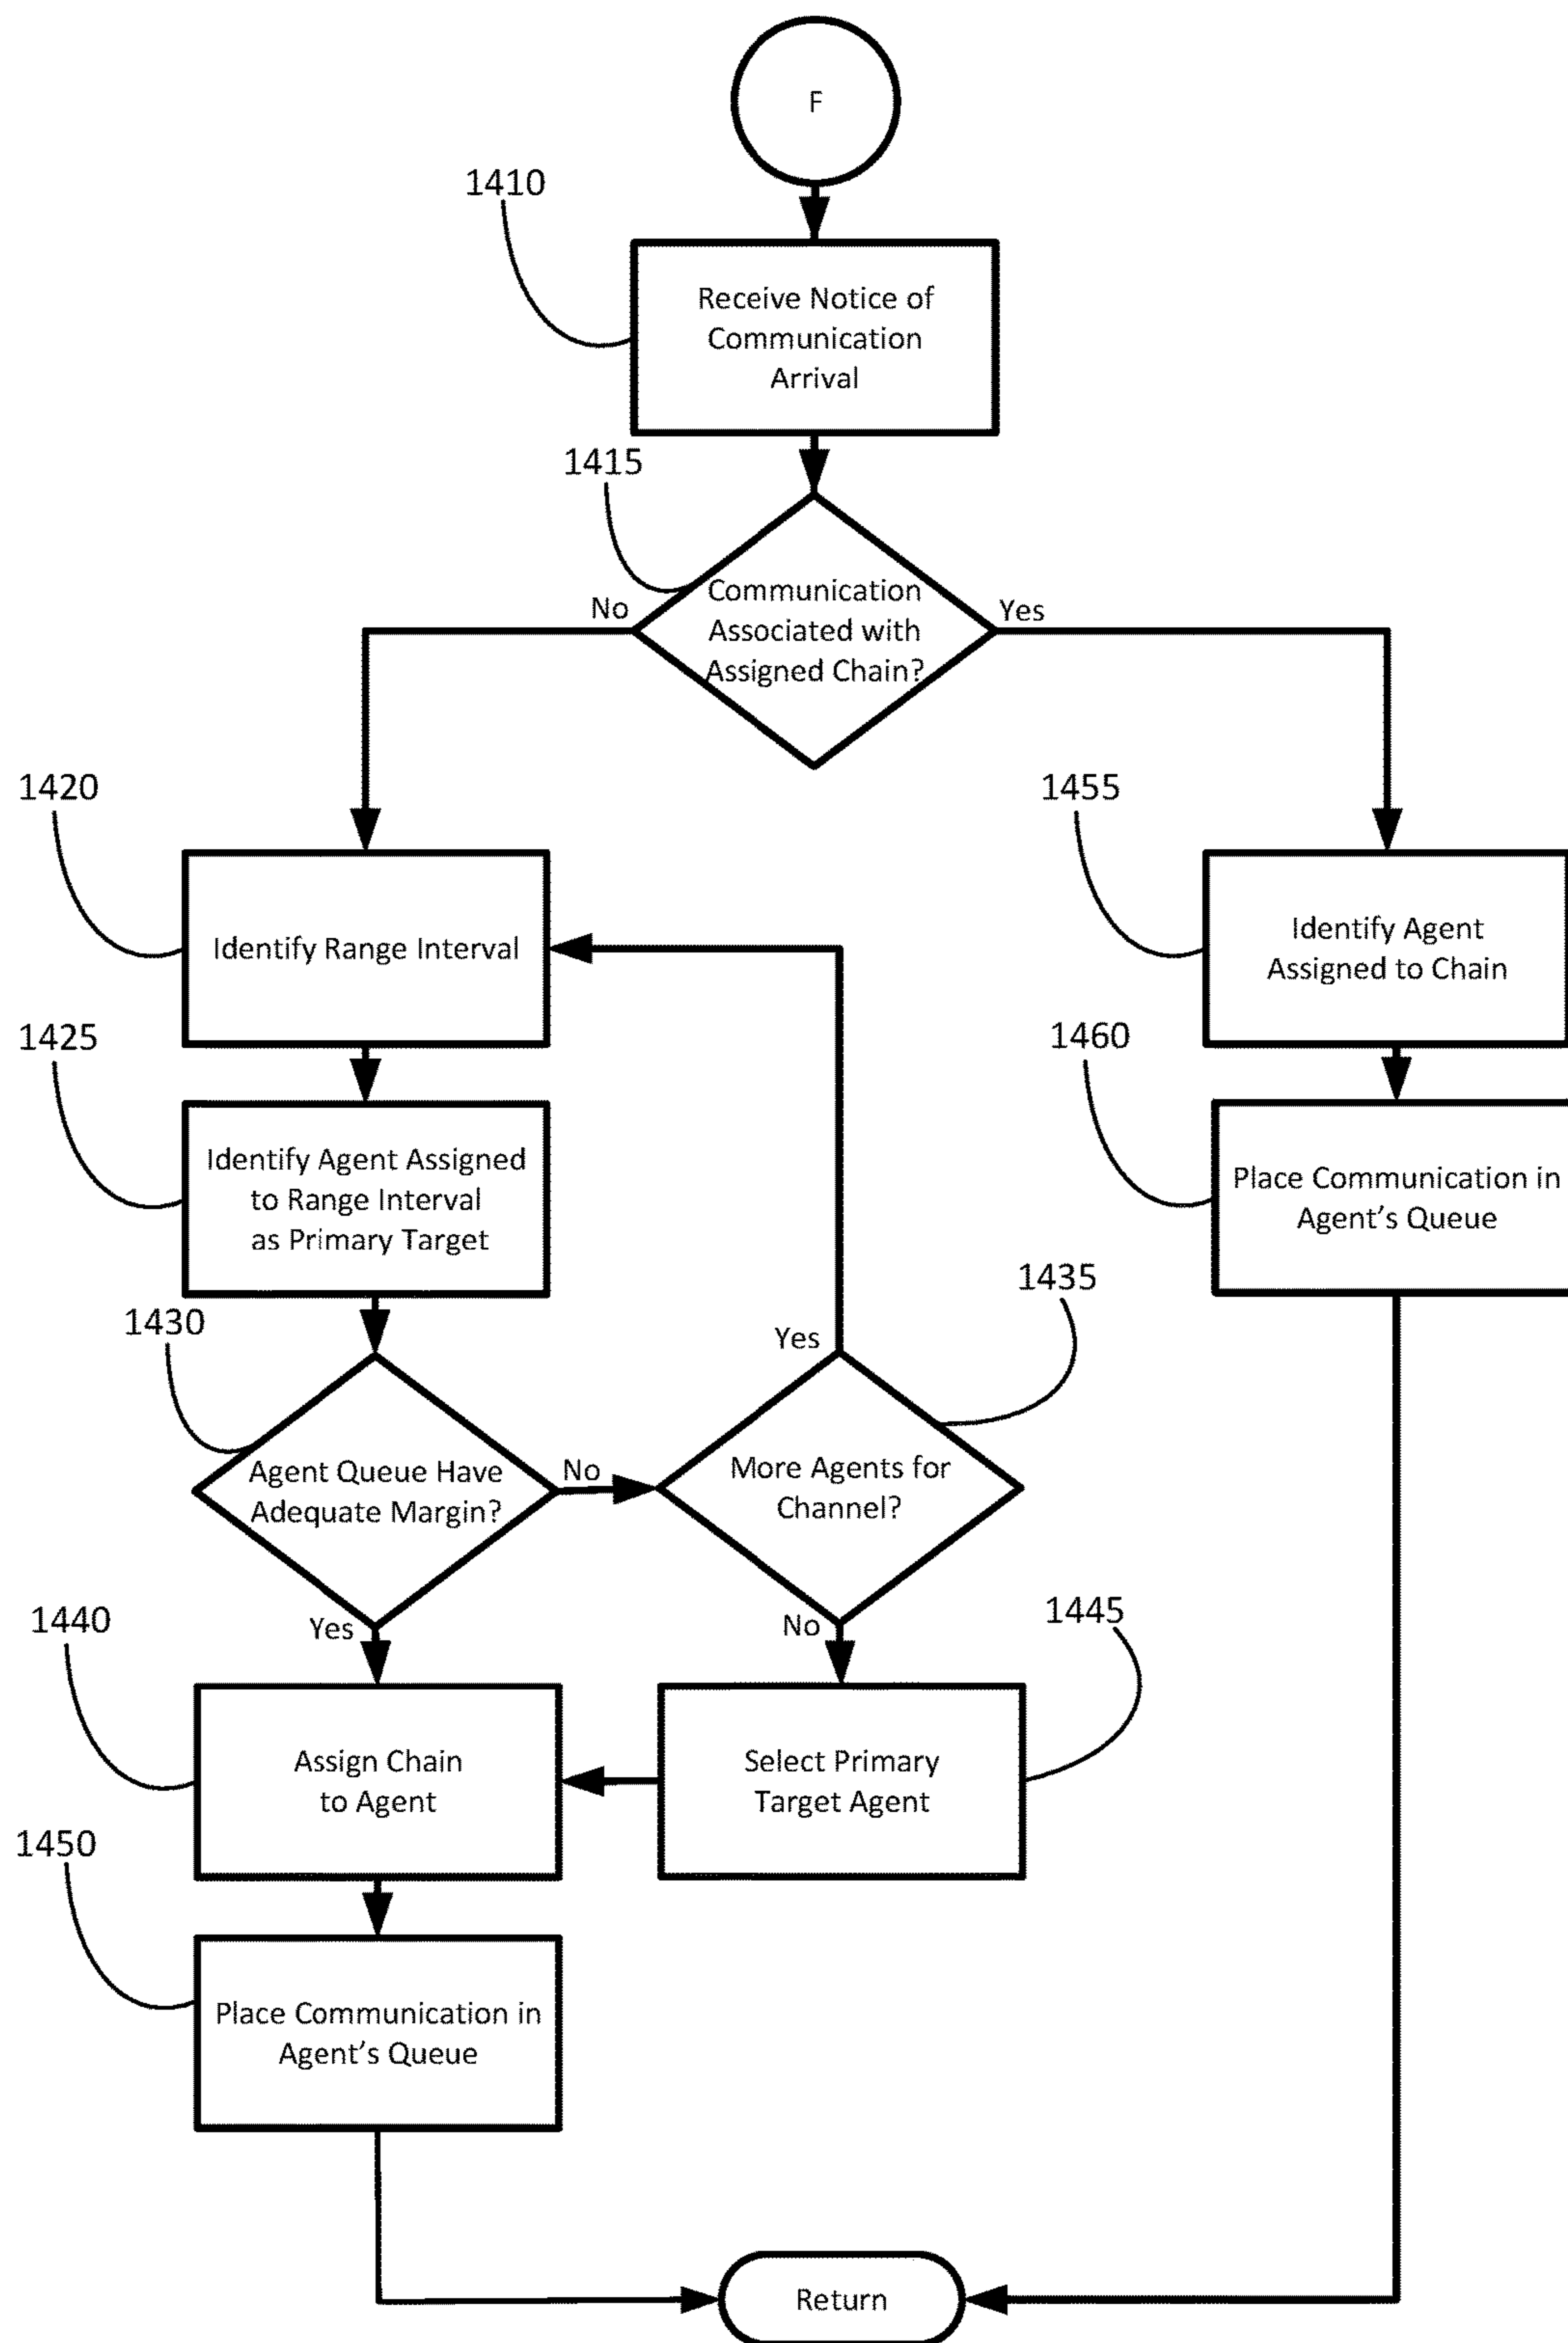 F
1410
Receive Notice of
Communication
Arrival
1415
Communication
Associated with
Assigned Chain?
No
Yes
1420
Identify Range Interval
1455
Identify Agent
Assigned to Chain
1425
Identify Agent Assigned
to Range Interval
as Primary Target
1460
Place Communication in
Agent's Queue
1430
Agent Queue Have
Adequate Margin?
No
Yes
1435
More Agents for
Channel?
Yes
No
1440
Assign Chain
to Agent
1445
Select Primary
Target Agent
1450
Place Communication in
Agent's Queue
Return